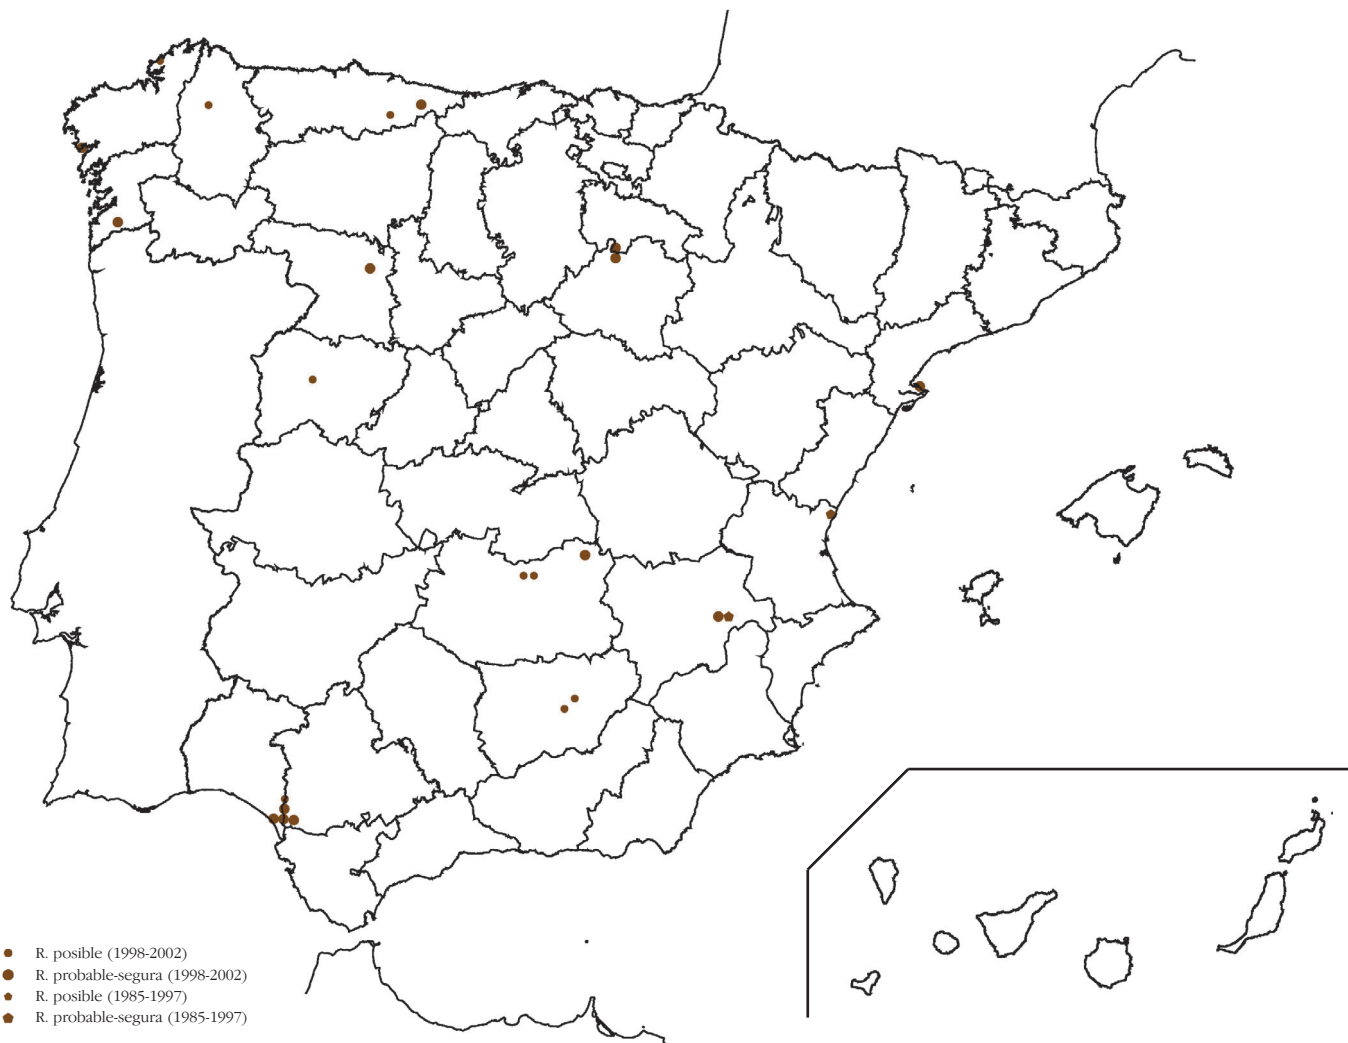 R. posible (1998-2002)
R. probable-segura (1998-2002)
R. posible (1985-1997)
R. probable-segura (1985-1997)